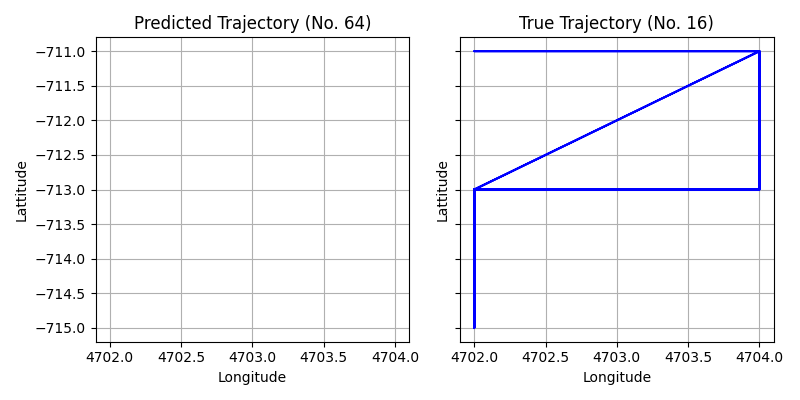 Predicted Trajectory (No. 64)
−711.0
−711.5
−712.0
−712.5
−713.0
−713.5
−714.0
−714.5
−715.0
Lattitude
4702.0 4702.5 4703.0 4703.5 4704.0
Longitude
True Trajectory (No. 16)
Lattitude
4702.0 4702.5 4703.0 4703.5 4704.0
Longitude